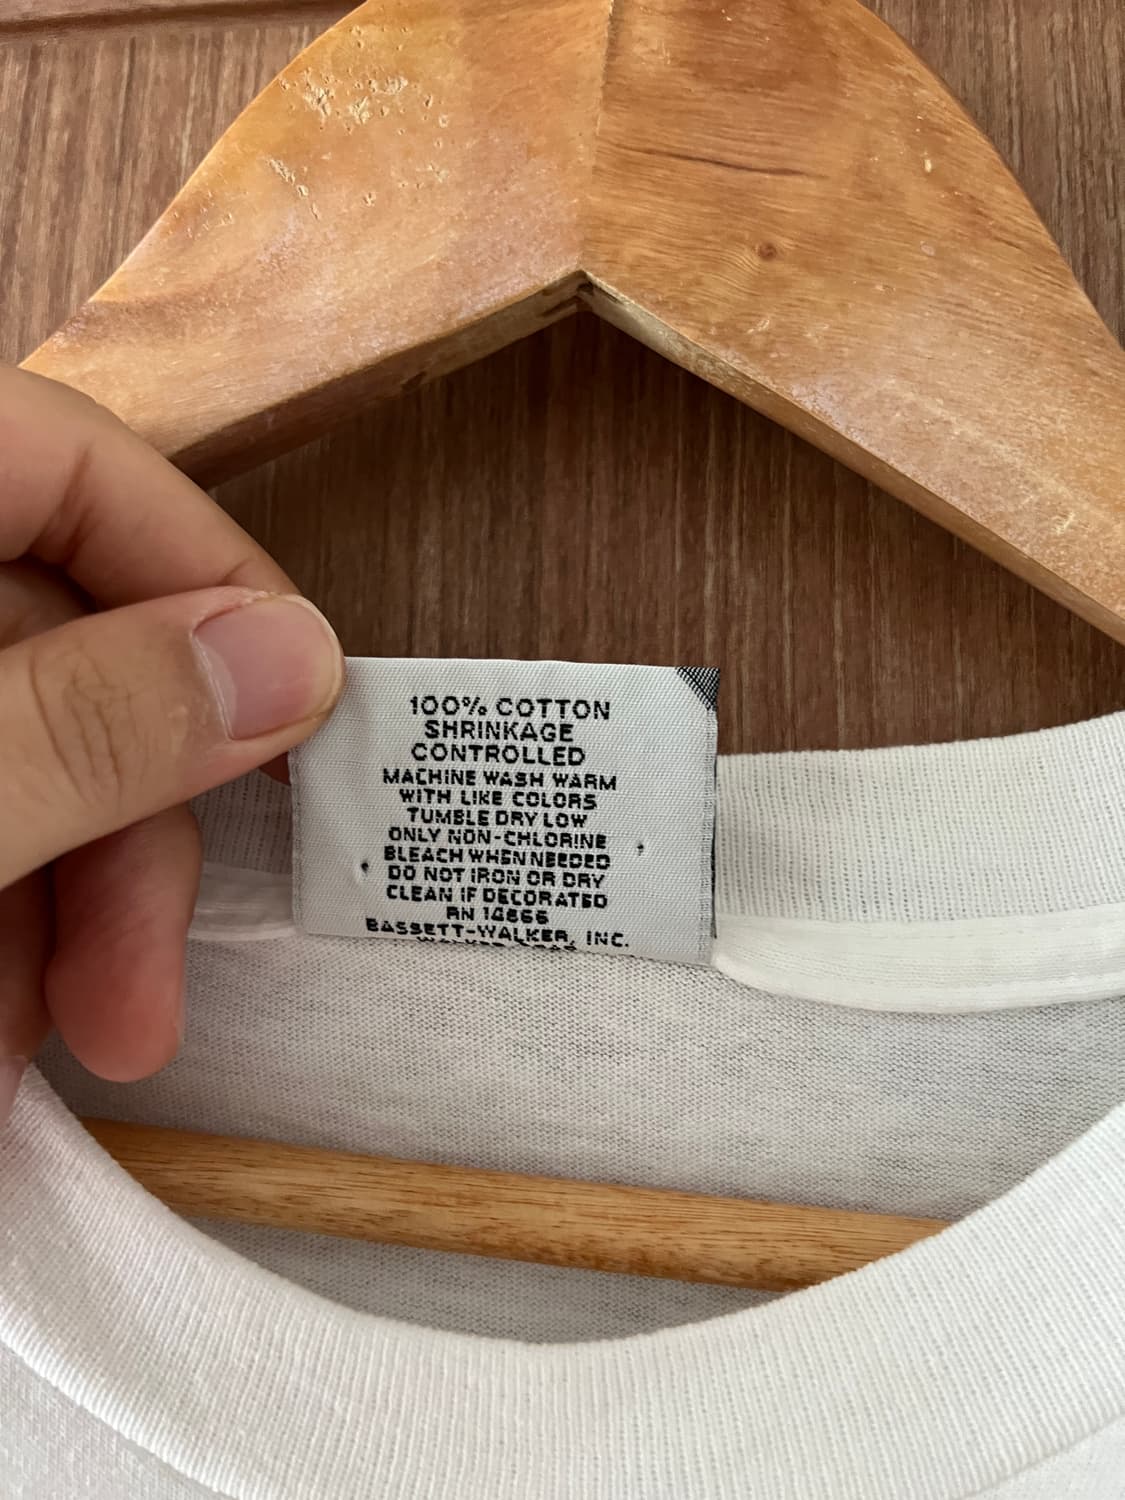 100% COTTON
SHRINKAGE
CONTROLLED
MACHINE WASH WARM
WITH LIKE COLORS
TUMBLE DRY LOW
ONLY NON-CHLORINE
BLEACH WHEN NEEDED
DO NOT IRON OR DRY
CLEAN IF DECORATED
RN 14866
BASSETT-WALKER, INC.